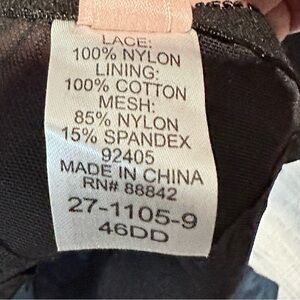 LACE:
100% NYLON
LINING:
100% COTTON
MESH:
85% NYLON
15% SPANDEX
92405
MADE IN CHINA
RN# 88842
27-1105-9
46DD